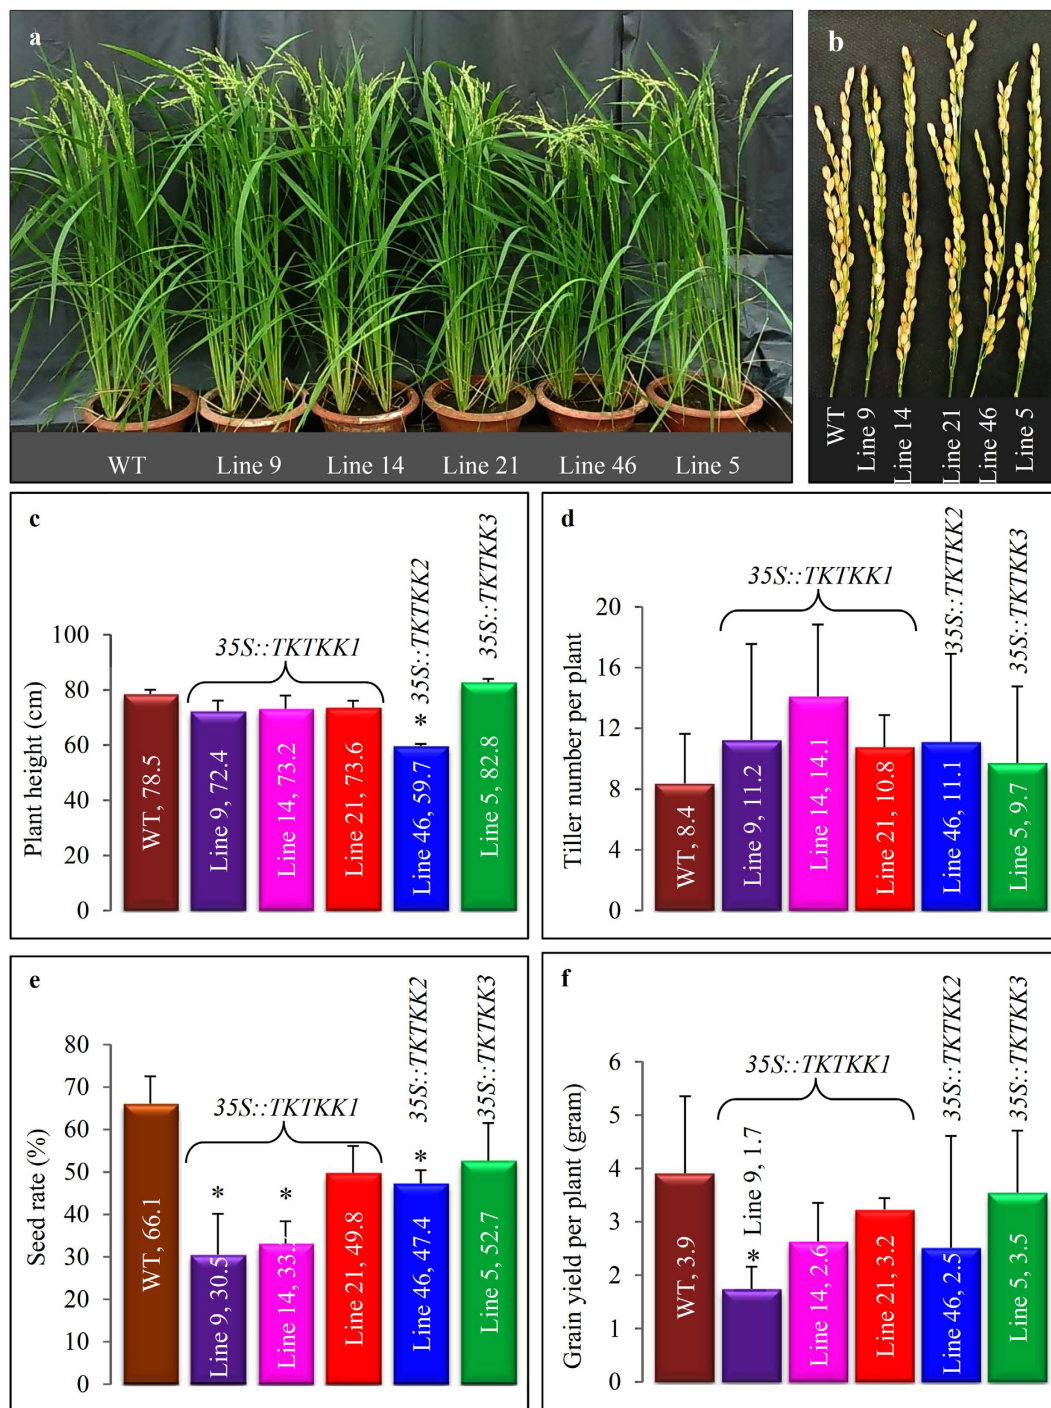 a
WT
Line 9
Line 14
Line 21
Line 46
Line 5
b
WT
Line 9
Line 14
Line 21
Line 46
Line 5
c
35S::TKTKK1
35S::TKTKK2
35S::TKTKK3
Plant height (cm)
100
80
60
40
20
0
WT, 78.5
Line 9, 72.4
Line 14, 73.2
Line 21, 73.6
*
Line 46, 59.7
Line 5, 82.8
d
35S::TKTKK1
35S::TKTKK2
35S::TKTKK3
Tiller number per plant
20
16
12
8
4
0
WT, 8.4
Line 9, 11.2
Line 14, 14.1
Line 21, 10.8
Line 46, 11.1
Line 5, 9.7
e
35S::TKTKK1
35S::TKTKK2
35S::TKTKK3
Seed rate (%)
80
70
60
50
40
30
20
10
0
WT, 66.1
*
Line 9, 30.5
*
Line 14, 33.
Line 21, 49.8
*
Line 46, 47.4
Line 5, 52.7
f
35S::TKTKK1
35S::TKTKK2
35S::TKTKK3
Grain yield per plant (gram)
6
5
4
3
2
1
0
WT, 3.9
* Line 9, 1.7
Line 14, 2.6
Line 21, 3.2
Line 46, 2.5
Line 5, 3.5